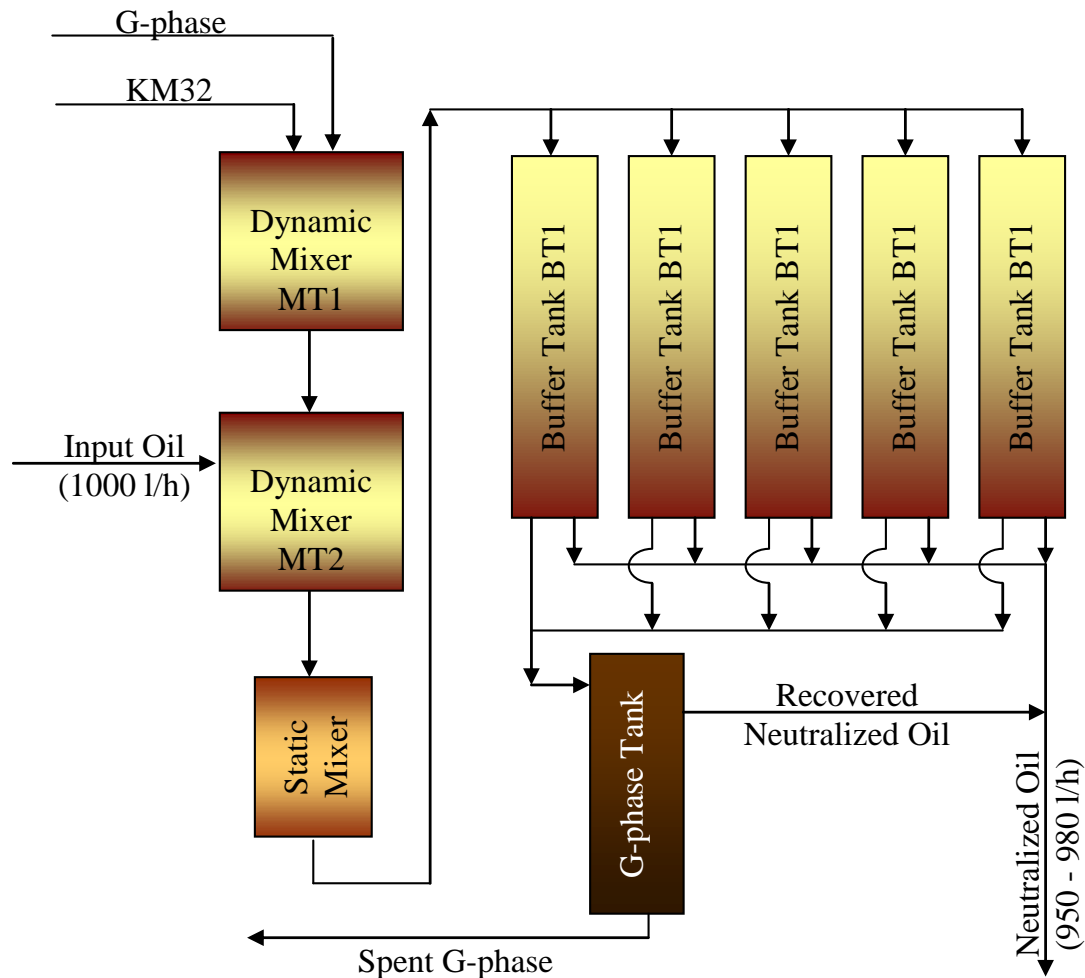 G-phase
KM32
Dynamic
Mixer
MT1
Input Oil
(1000 l/h)
Dynamic
Mixer
MT2
Static
Mixer
Buffer Tank BT1
Buffer Tank BT1
Buffer Tank BT1
Buffer Tank BT1
Buffer Tank BT1
G-phase Tank
Recovered
Neutralized Oil
Neutralized Oil
(950 - 980 l/h)
Spent G-phase